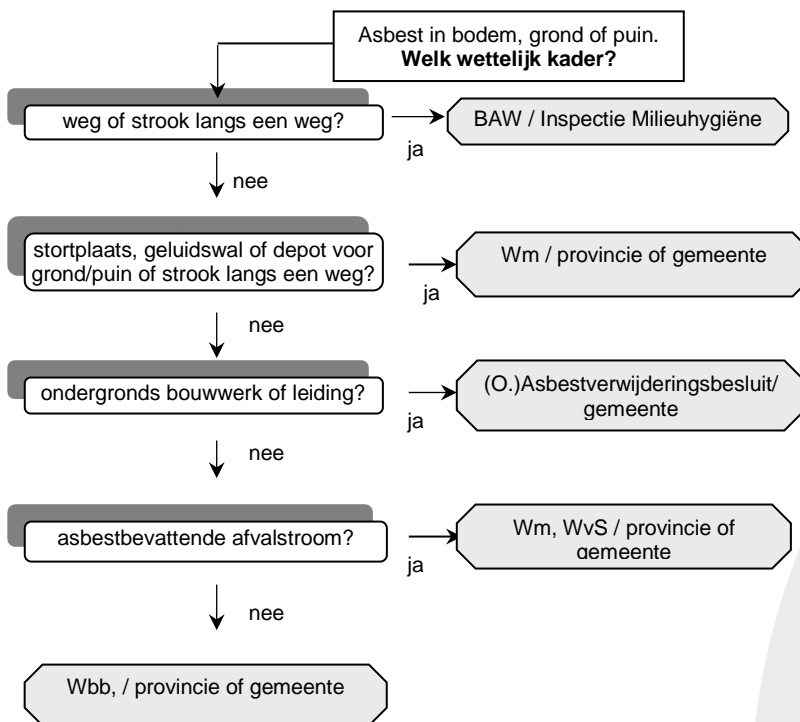 Asbest in bodem, grond of puin.
Welk wettelijk kader?
weg of strook langs een weg?
ja
BAW / Inspectie Milieuhygiëne
nee
stortplaats, geluidswal of depot voor
grond/puin of strook langs een weg?
ja
Wm / provincie of gemeente
nee
ondergronds bouwwerk of leiding?
ja
(O.)Asbestverwijderingsbesluit/
gemeente
nee
asbestbevattende afvalstroom?
ja
Wm, WvS / provincie of
gemeente
nee
Wbb, / provincie of gemeente